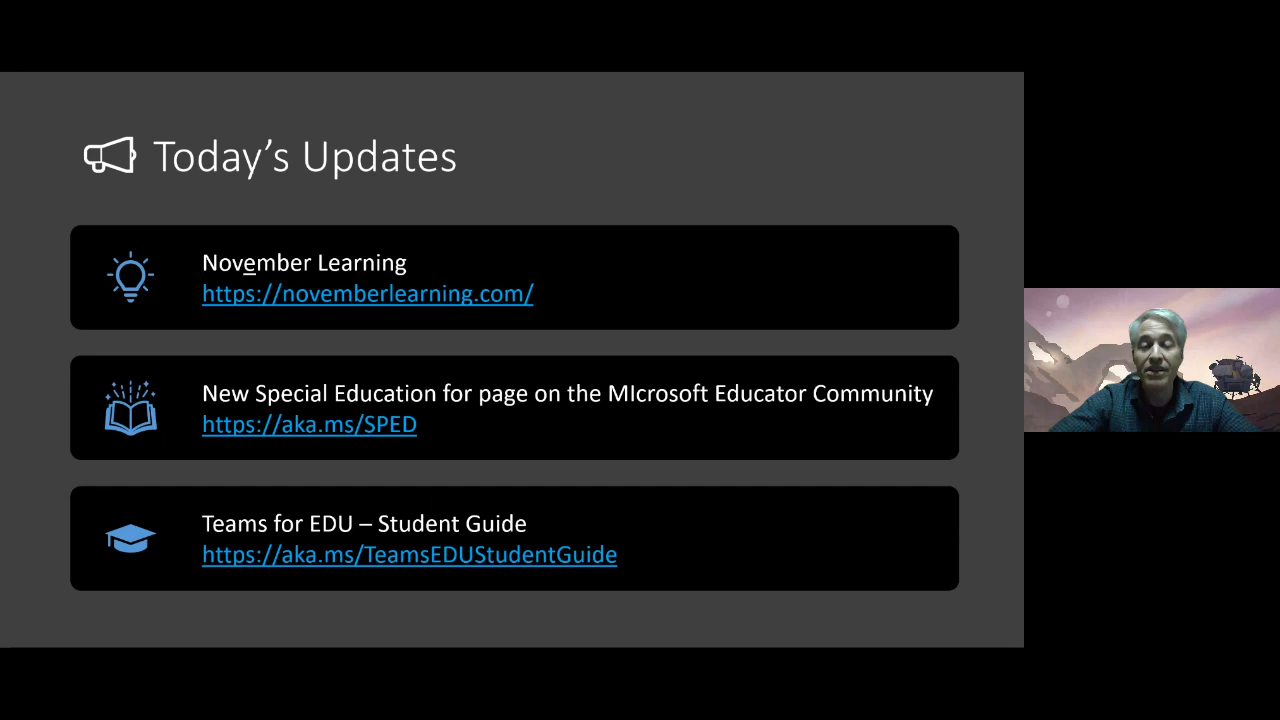 Today’s Updates
November Learning
https://novemberlearning.com/
New Special Education for page on the MIcrosoft Educator Community
https://aka.ms/SPED
Teams for EDU – Student Guide
https://aka.ms/TeamsEDUStudentGuide